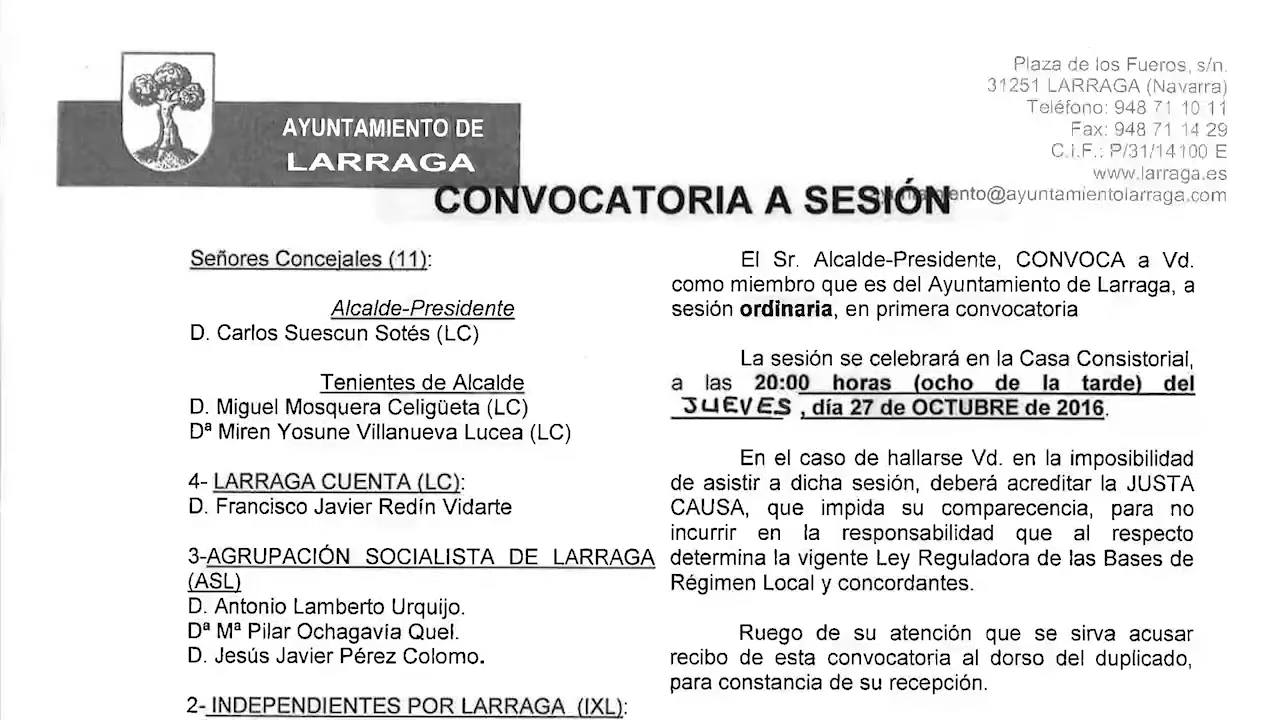 AYUNTAMIENTO DE
LARRAGA
Plaza de los Fueros, s/n.
31251 LARRAGA (Navarra)
Teléfono: 948 71 10 11
Fax: 948 71 14 29
C.I.F.: P/31/14100 E
www.larraga.es
@ayuntamientolarraga.com
CONVOCATORIA A SESIÓN
Señores Concejales (11):
Alcalde-Presidente
D. Carlos Suescun Sotés (LC)
Tenientes de Alcalde
D. Miguel Mosquera Celigüeta (LC)
Dª Miren Yosune Villanueva Lucea (LC)
4- LARRAGA CUENTA (LC):
D. Francisco Javier Redín Vidarte
3-AGRUPACIÓN SOCIALISTA DE LARRAGA
(ASL)
D. Antonio Lamberto Urquijo.
Dª Mª Pilar Ochagavía Quel.
D. Jesús Javier Pérez Colomo.
2- INDEPENDIENTES POR LARRAGA (IXL):
El Sr. Alcalde-Presidente, CONVOCA a Vd.
como miembro que es del Ayuntamiento de Larraga, a
sesión ordinaria, en primera convocatoria
La sesión se celebrará en la Casa Consistorial,
a las 20:00 horas (ocho de la tarde) del
JUEVES , día 27 de OCTUBRE de 2016.
En el caso de hallarse Vd. en la imposibilidad
de asistir a dicha sesión, deberá acreditar la JUSTA
CAUSA, que impida su comparecencia, para no
incurrir en la responsabilidad que al respecto
determina la vigente Ley Reguladora de las Bases de
Régimen Local y concordantes.
Ruego de su atención que se sirva acusar
recibo de esta convocatoria al dorso del duplicado,
para constancia de su recepción.